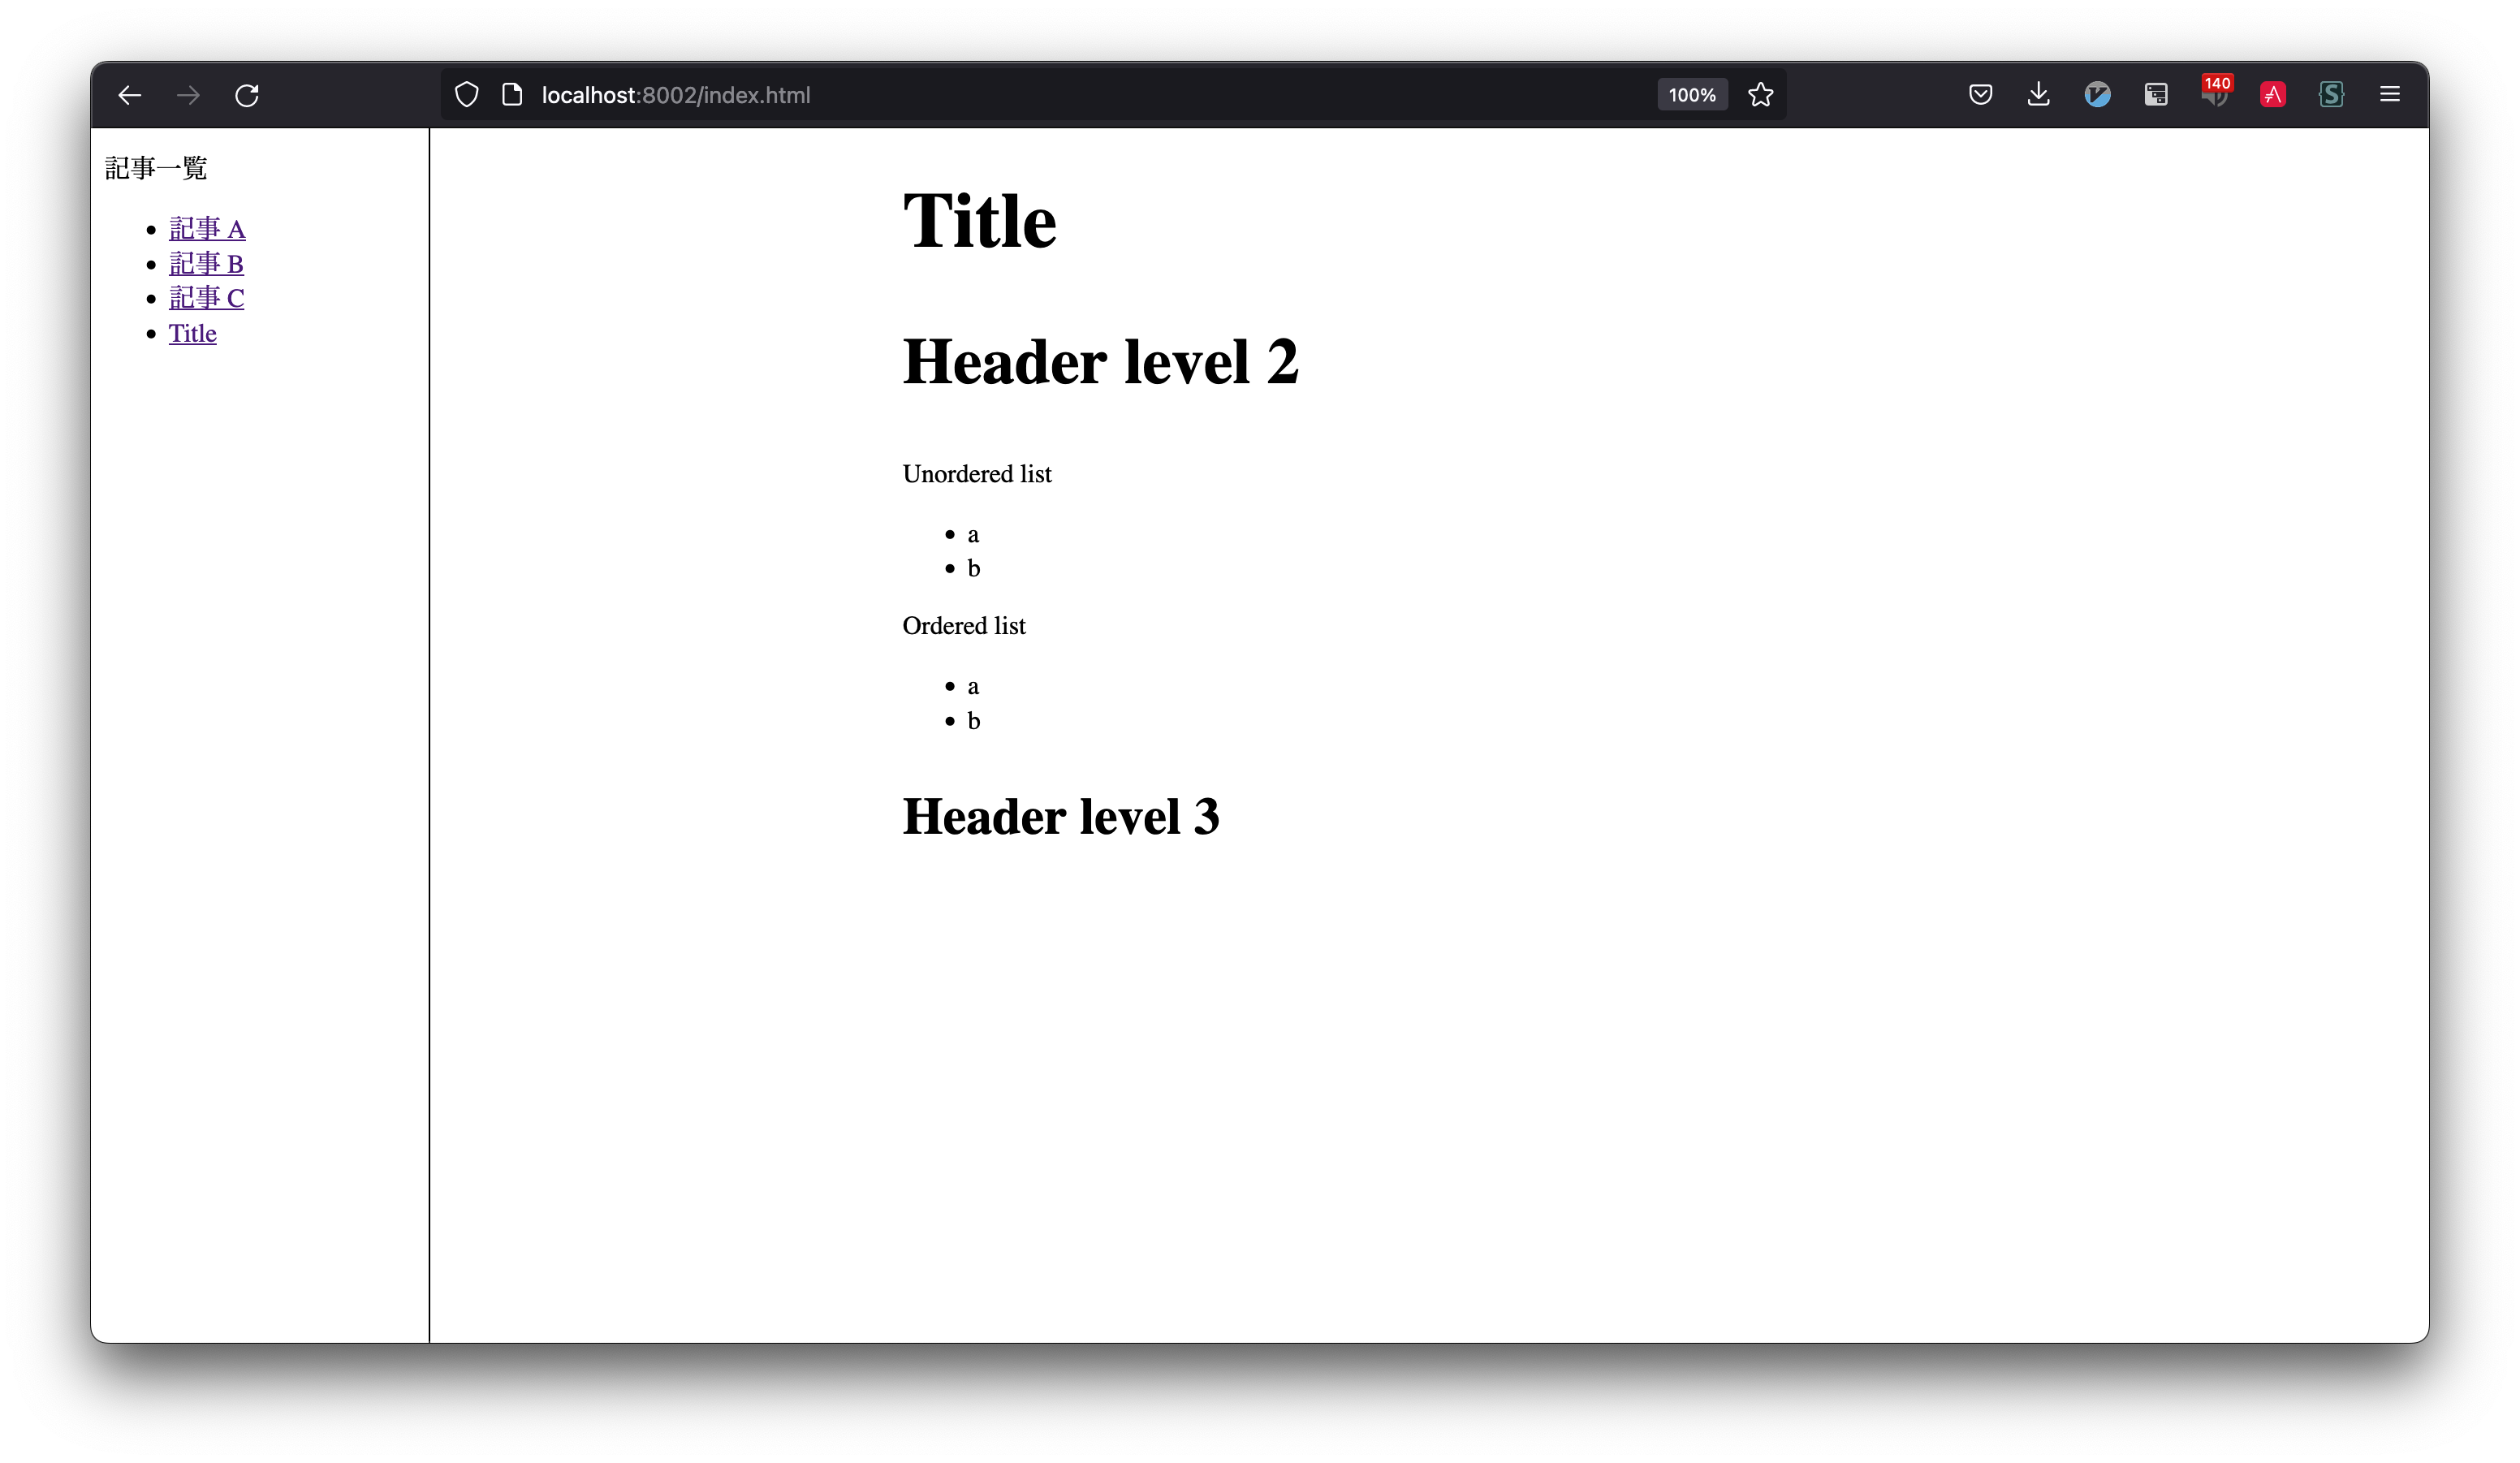 localhost:8002/index.html
100%
140
記事一覧
記事 A
記事 B
記事 C
Title
Title
Header level 2
Unordered list
a
b
Ordered list
a
b
Header level 3